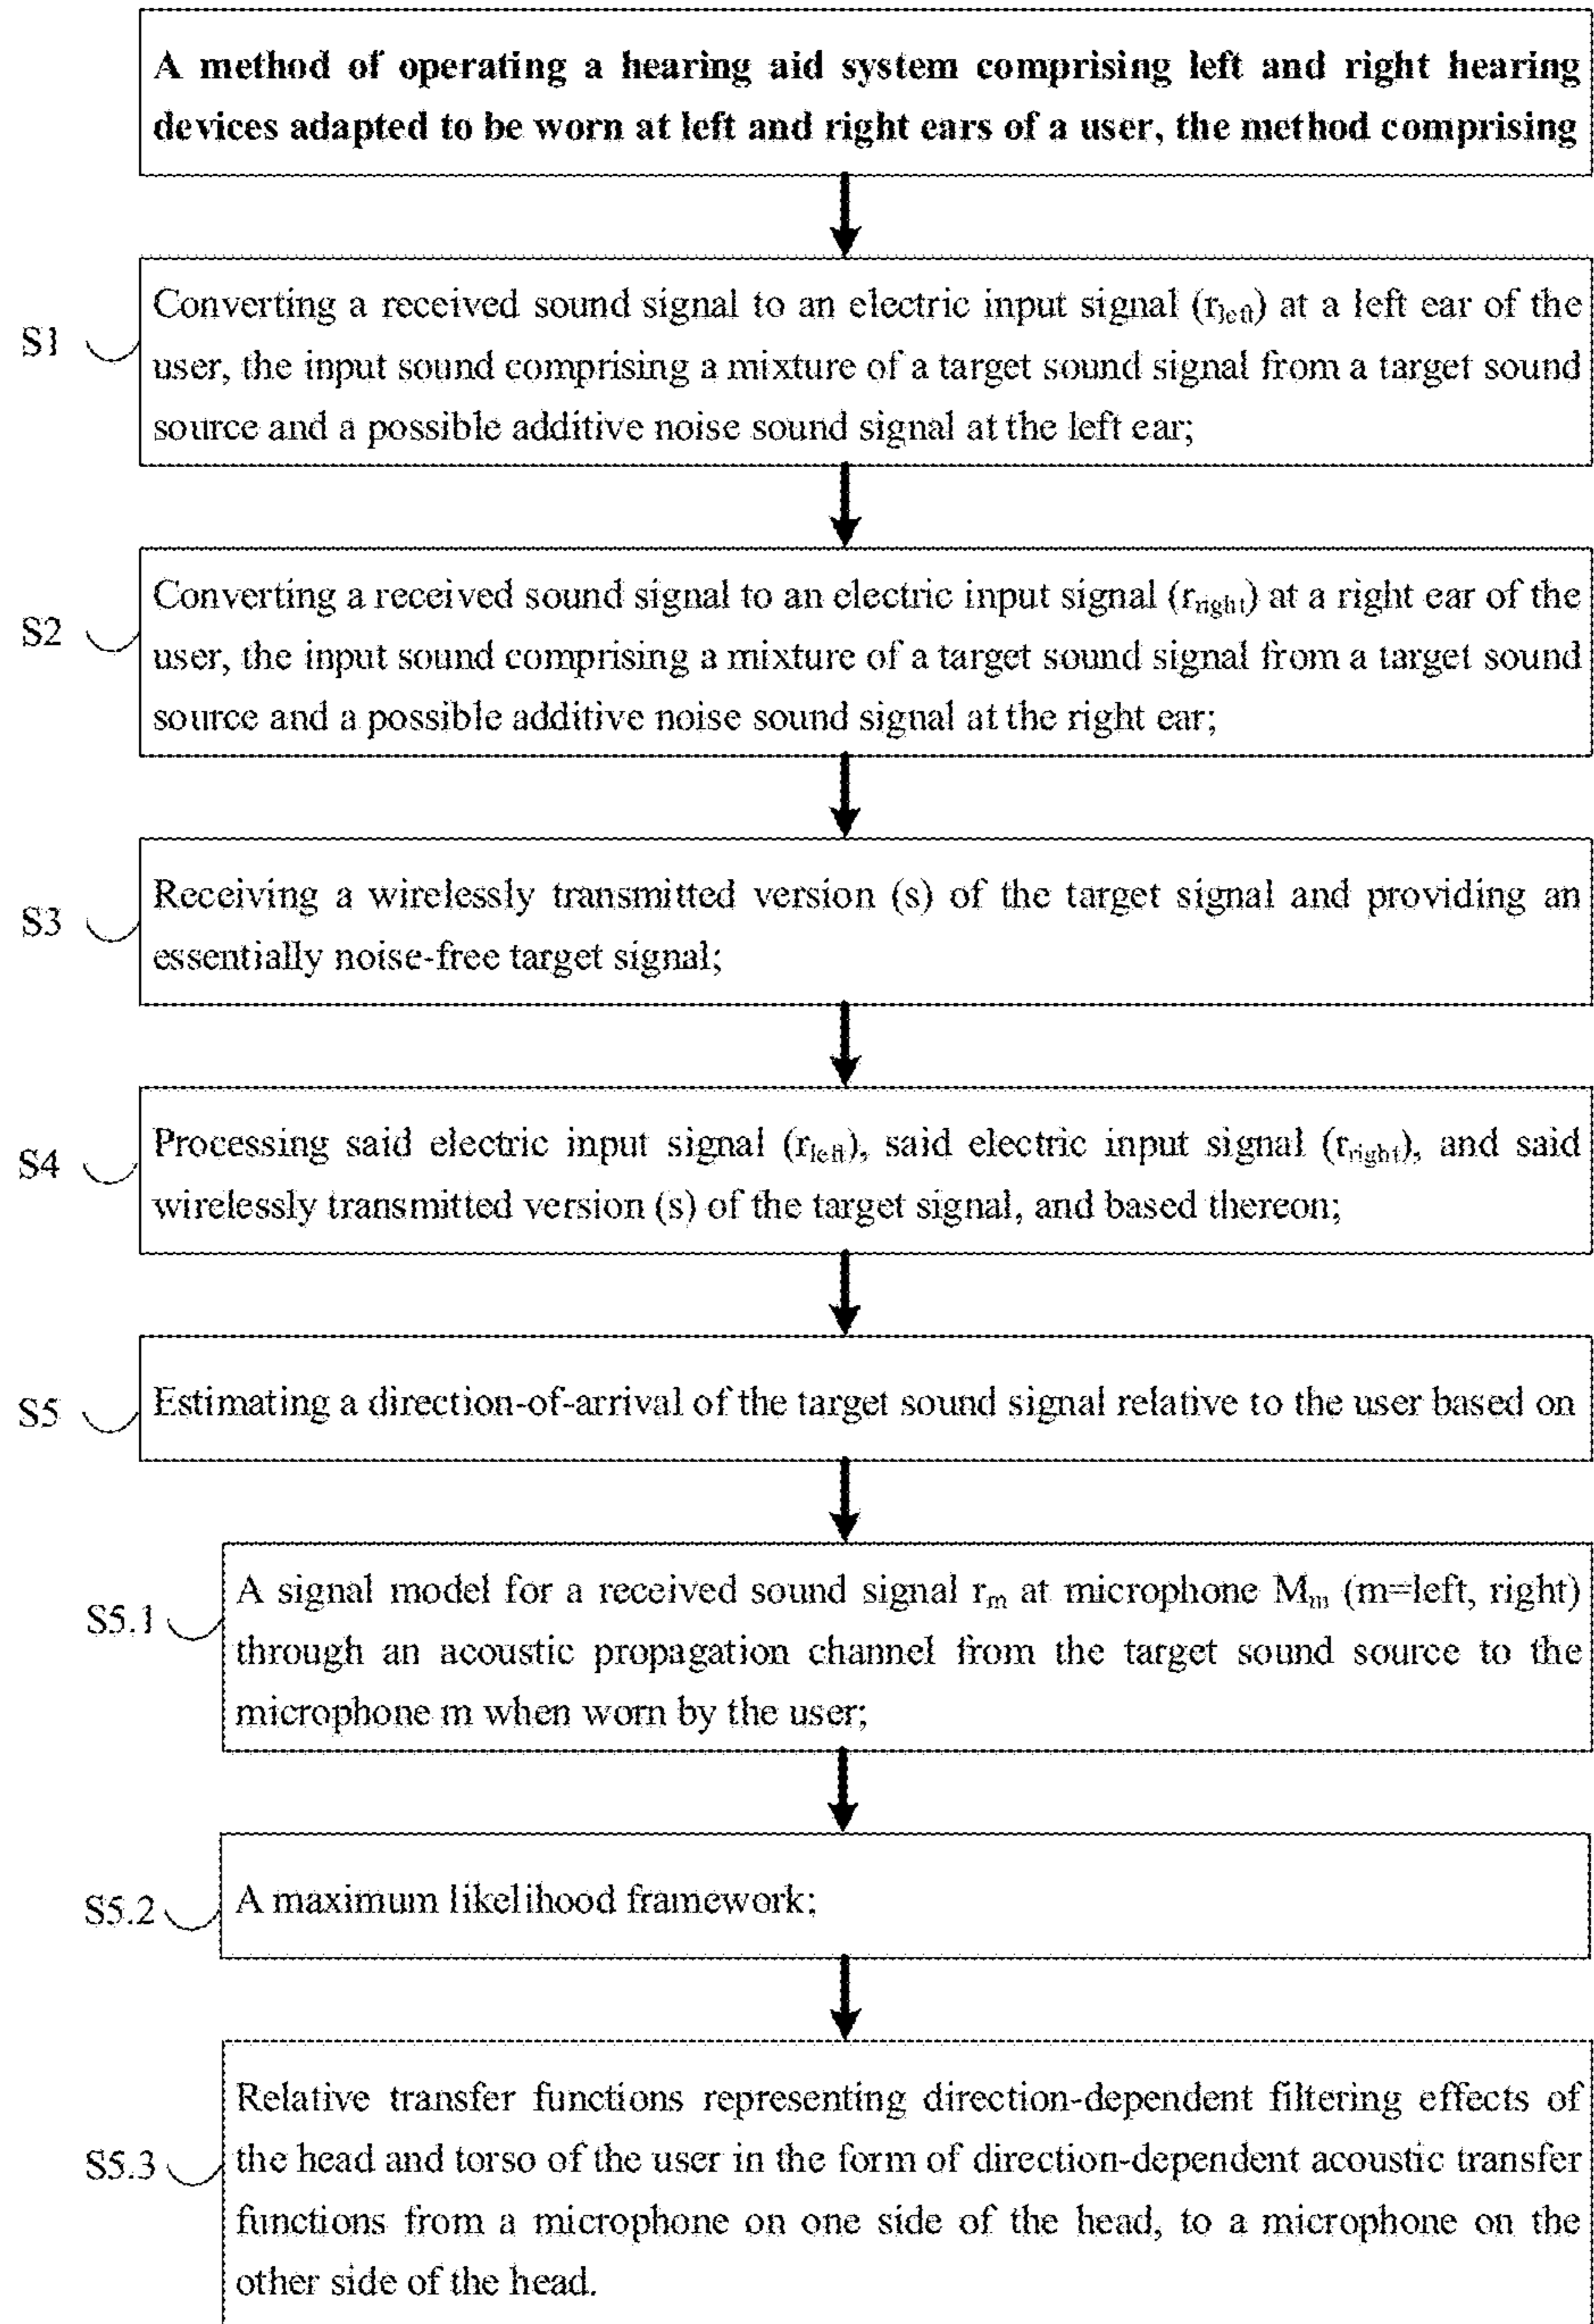 A method of operating a hearing aid system comprising left and right hearing
devices adapted to be worn at left and right ears of a user, the method comprising
S1
Converting a received sound signal to an electric input signal (r_left) at a left ear of the
user, the input sound comprising a mixture of a target sound signal from a target sound
source and a possible additive noise sound signal at the left ear;
S2
Converting a received sound signal to an electric input signal (r_right) at a right ear of the
user, the input sound comprising a mixture of a target sound signal from a target sound
source and a possible additive noise sound signal at the right ear;
S3
Receiving a wirelessly transmitted version (s) of the target signal and providing an
essentially noise-free target signal;
S4
Processing said electric input signal (r_left), said electric input signal (r_right), and said
wirelessly transmitted version (s) of the target signal, and based thereon;
S5
Estimating a direction-of-arrival of the target sound signal relative to the user based on
S5.1
A signal model for a received sound signal r_m at microphone M_m (m=left, right)
through an acoustic propagation channel from the target sound source to the
microphone m when worn by the user;
S5.2
A maximum likelihood framework;
S5.3
Relative transfer functions representing direction-dependent filtering effects of
the head and torso of the user in the form of direction-dependent acoustic transfer
functions from a microphone on one side of the head, to a microphone on the
other side of the head.